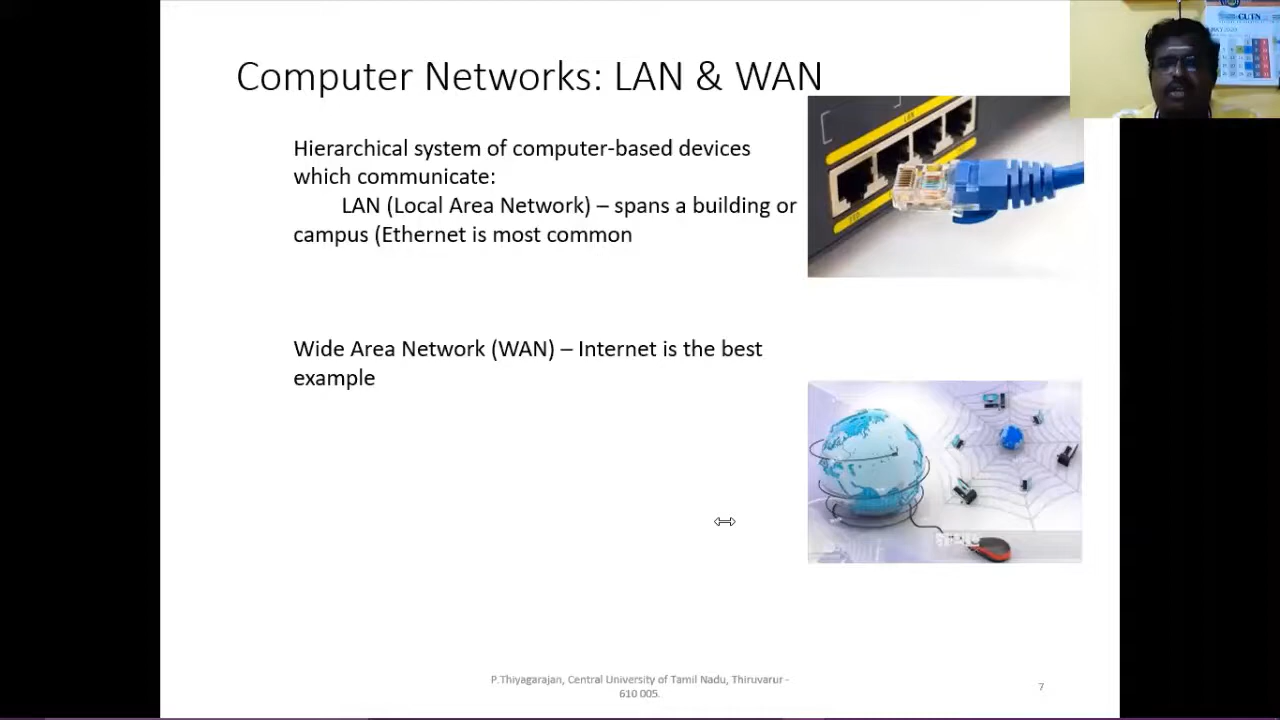 Computer Networks: LAN & WAN
CUTN
Hierarchical system of computer-based devices
which communicate:
LAN (Local Area Network) – spans a building or
campus (Ethernet is most common
LAN
Wide Area Network (WAN) – Internet is the best
example
P.Thiyagarajan, Central University of Tamil Nadu, Thiruvarur -
610 005.
7